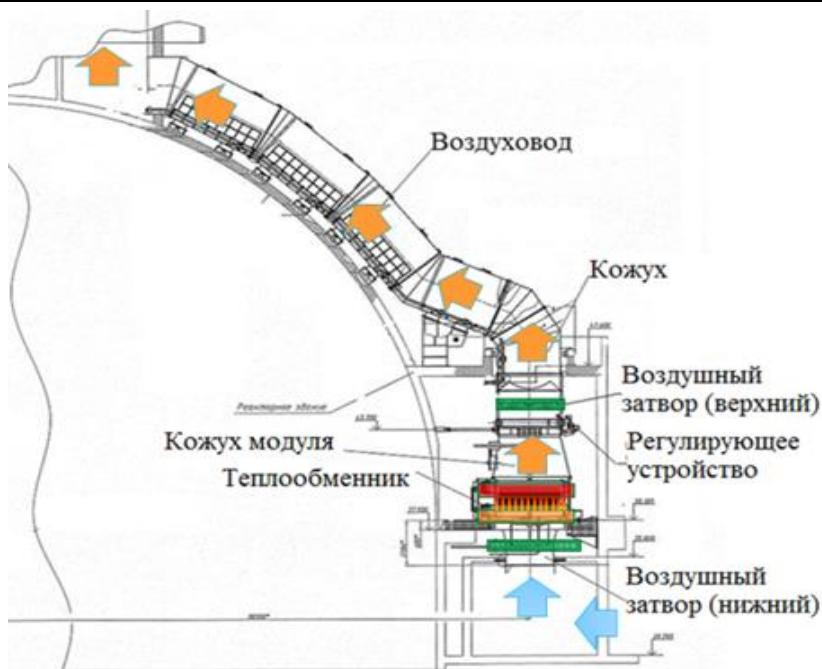 Воздуховод
Кожух
Воздушный
затвор (верхний)
Реакторное здание
Кожух модуля
Регулирующее
устройство
Теплообменник
Воздушный
затвор (нижний)